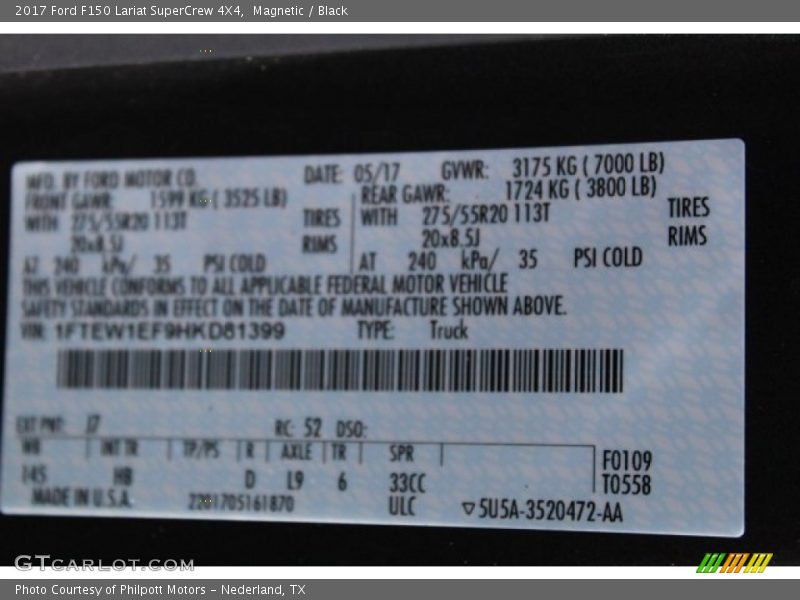 2017 Ford F150 Lariat SuperCrew 4X4,  Magnetic / Black
MFD. BY FORD MOTOR CO. DATE: 05/17 GVWR: 3175 KG ( 7000 LB)
FRONT GAWR: 1599 KG ( 3525 LB) REAR GAWR: 1724 KG ( 3800 LB)
WITH 275/55R20 113T TIRES WITH 275/55R20 113T TIRES
20x8.5J RIMS 20x8.5J RIMS
AT 240 kPa/ 35 PSI COLD AT 240 kPa/ 35 PSI COLD
THIS VEHICLE CONFORMS TO ALL APPLICABLE FEDERAL MOTOR VEHICLE
SAFETY STANDARDS IN EFFECT ON THE DATE OF MANUFACTURE SHOWN ABOVE.
VIN: 1FTEW1EF9HKD81399 TYPE: Truck
EXT PNT: J7 RC: 52 DSO:
WB INT TR TP/PS R AXLE TR SPR F0109
145 HB D L9 6 33CC T0558
MADE IN U.S.A. 2201705161870 ULC ▽5U5A-3520472-AA
GTCarLot.com
Photo Courtesy of Philpott Motors - Nederland, TX